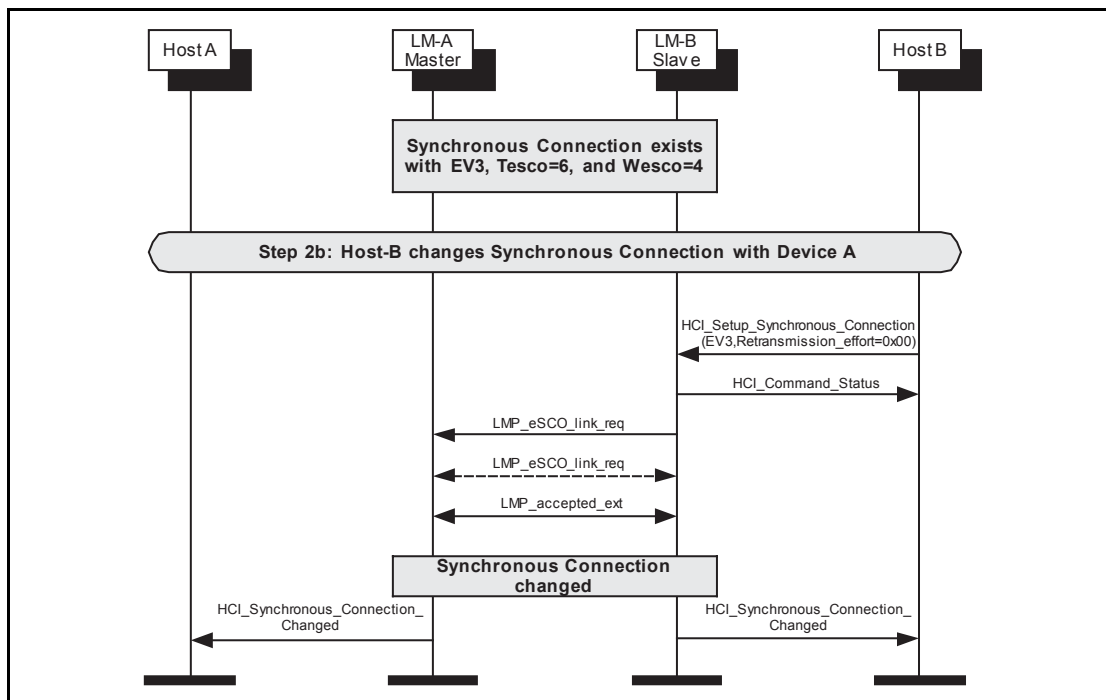 Host A
LM-A
Master
LM-B
Slave
Host B
Synchronous Connection exists
with EV3, Tesco=6, and Wesco=4
Step 2b: Host-B changes Synchronous Connection with Device A
HCI_Setup_Synchronous_Connection
(EV3,Retransmission_effort=0x00)
HCI_Command_Status
LMP_eSCO_link_req
LMP_eSCO_link_req
LMP_accepted_ext
Synchronous Connection
changed
HCI_Synchronous_Connection_
Changed
HCI_Synchronous_Connection_
Changed